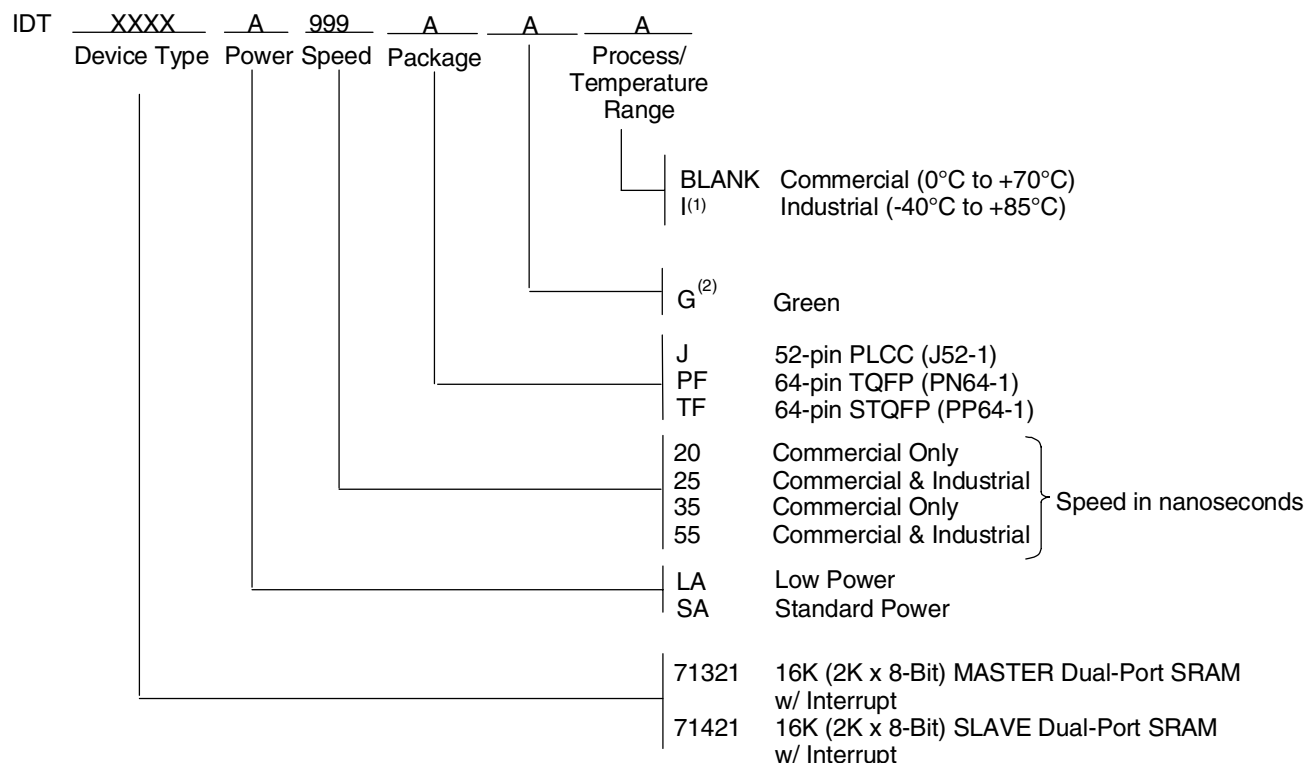 IDT XXXX A 999 A A A
Device Type Power Speed Package Process/
Temperature
Range
BLANK Commercial (0°C to +70°C)
I(1) Industrial (-40°C to +85°C)
G(2) Green
J 52-pin PLCC (J52-1)
PF 64-pin TQFP (PN64-1)
TF 64-pin STQFP (PP64-1)
20 Commercial Only
25 Commercial & Industrial
35 Commercial Only
55 Commercial & Industrial
Speed in nanoseconds
LA Low Power
SA Standard Power
71321 16K (2K x 8-Bit) MASTER Dual-Port SRAM
w/ Interrupt
71421 16K (2K x 8-Bit) SLAVE Dual-Port SRAM
w/ Interrupt